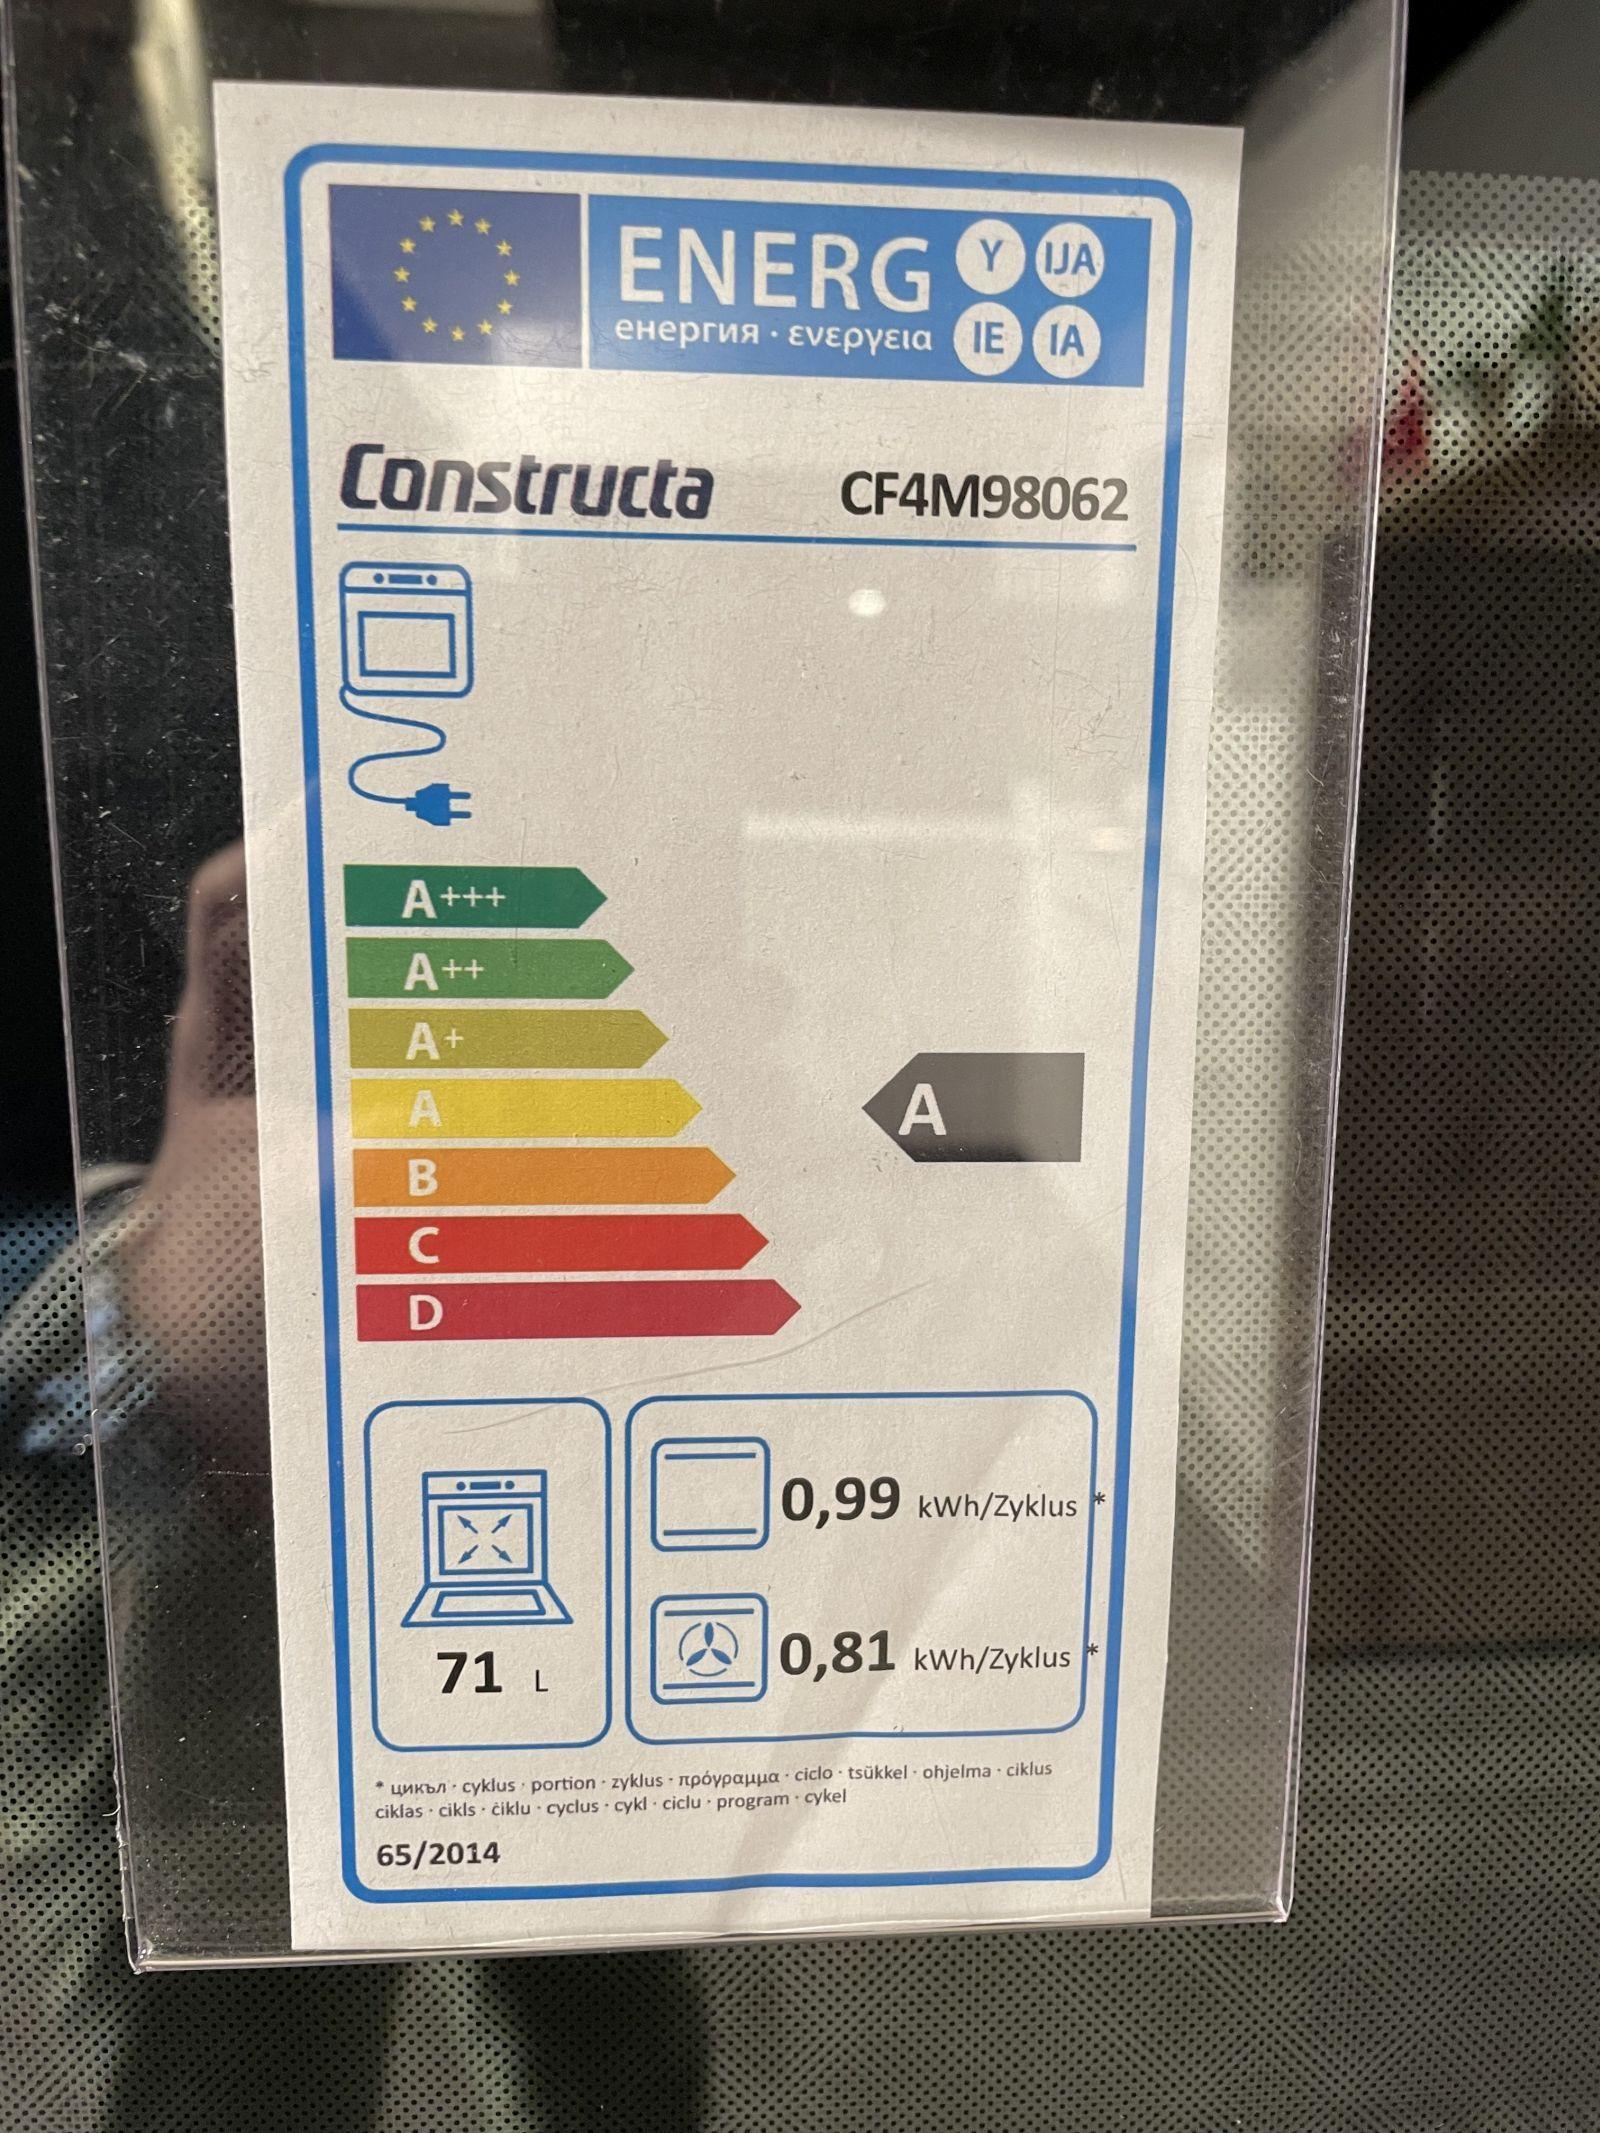 ENERG Y IJA
енергия · ενεργεια IE IA
Constructa CF4M98062
A+++
A++
A+
A A
B
C
D
0,99 kWh/Zyklus *
0,81 kWh/Zyklus *
71 L
* цикъл · cyklus · portion · zyklus · πρόγραμμα · ciclo · tsükkel · ohjelma · ciklus
ciklas · cikls · ċiklu · cyclus · cykl · ciclu · program · cykel
65/2014